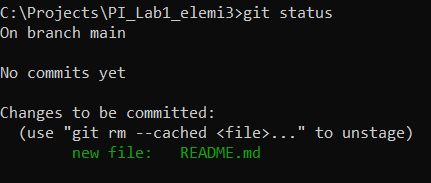 C:\Projects\PI_Lab1_elemi3>git status
On branch main
No commits yet
Changes to be committed:
(use "git rm --cached <file>..." to unstage)
new file: README.md